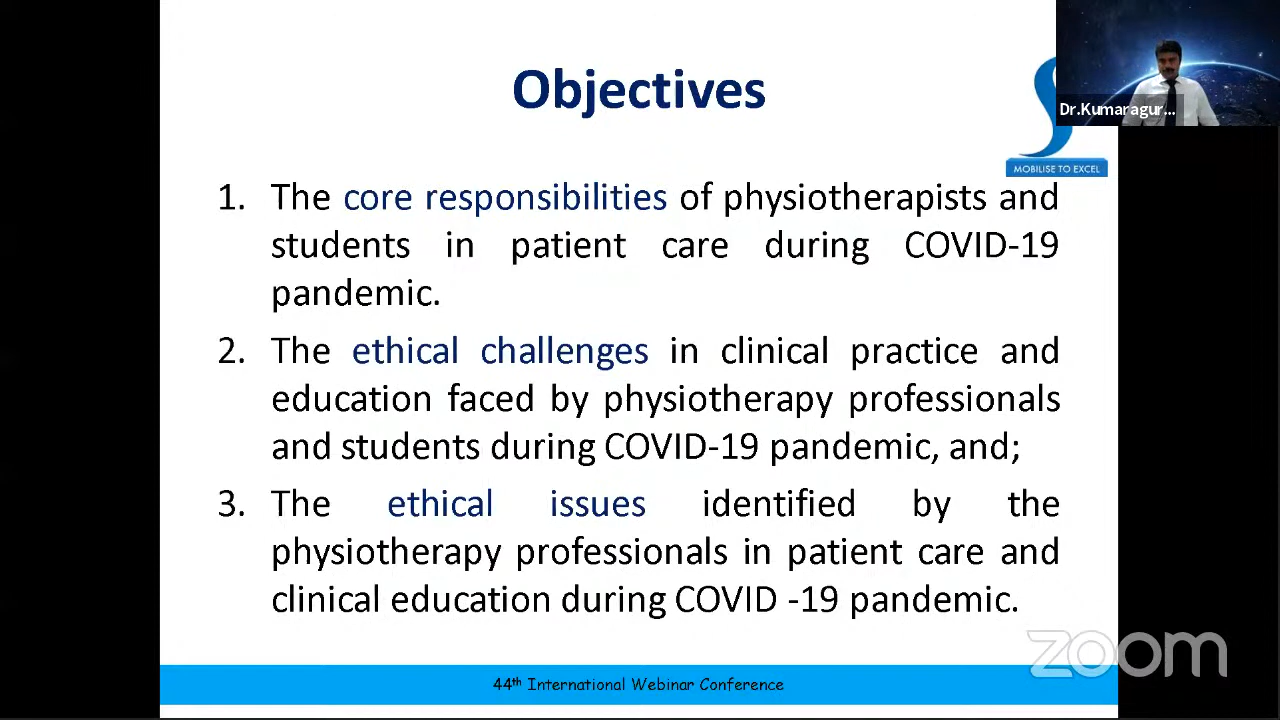 Objectives
Dr.Kumaragur...
MOBILISE TO EXCEL
1. The core responsibilities of physiotherapists and
students in patient care during COVID-19
pandemic.
2. The ethical challenges in clinical practice and
education faced by physiotherapy professionals
and students during COVID-19 pandemic, and;
3. The ethical issues identified by the
physiotherapy professionals in patient care and
clinical education during COVID -19 pandemic.
zoom
44th International Webinar Conference